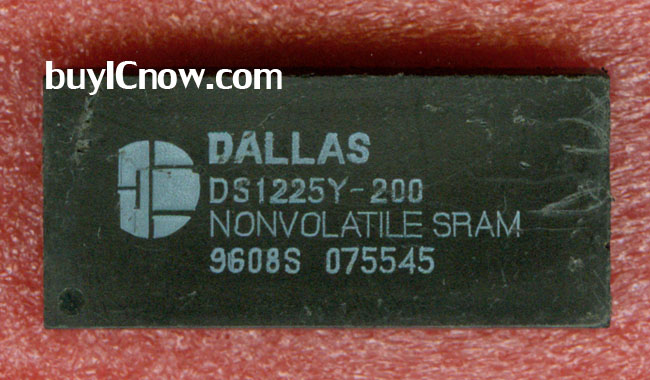 buyICnow.com
DALLAS
DS1225Y-200
NONVOLATILE SRAM
9608S 075545